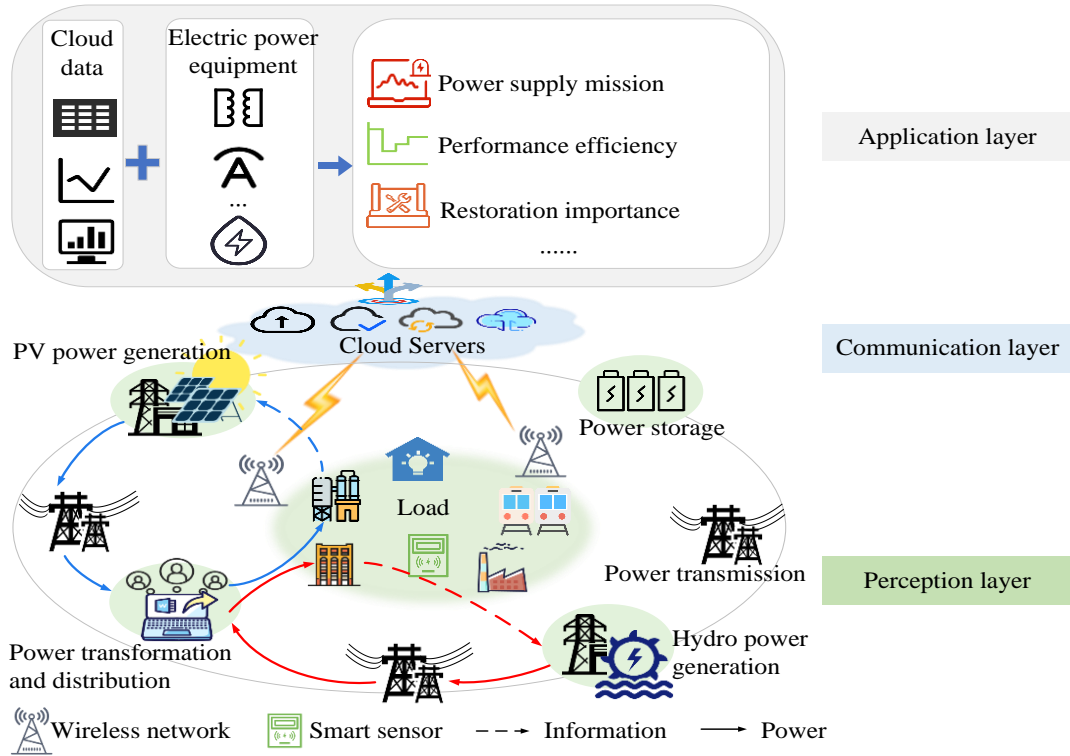 Cloud
data
Electric power
equipment
A
...
Power supply mission
Performance efficiency
Restoration importance
......
Application layer
Cloud Servers
Communication layer
PV power generation
Power storage
Load
Power transmission
Perception layer
Power transformation
and distribution
Hydro power
generation
Wireless network
Smart sensor
Information
Power